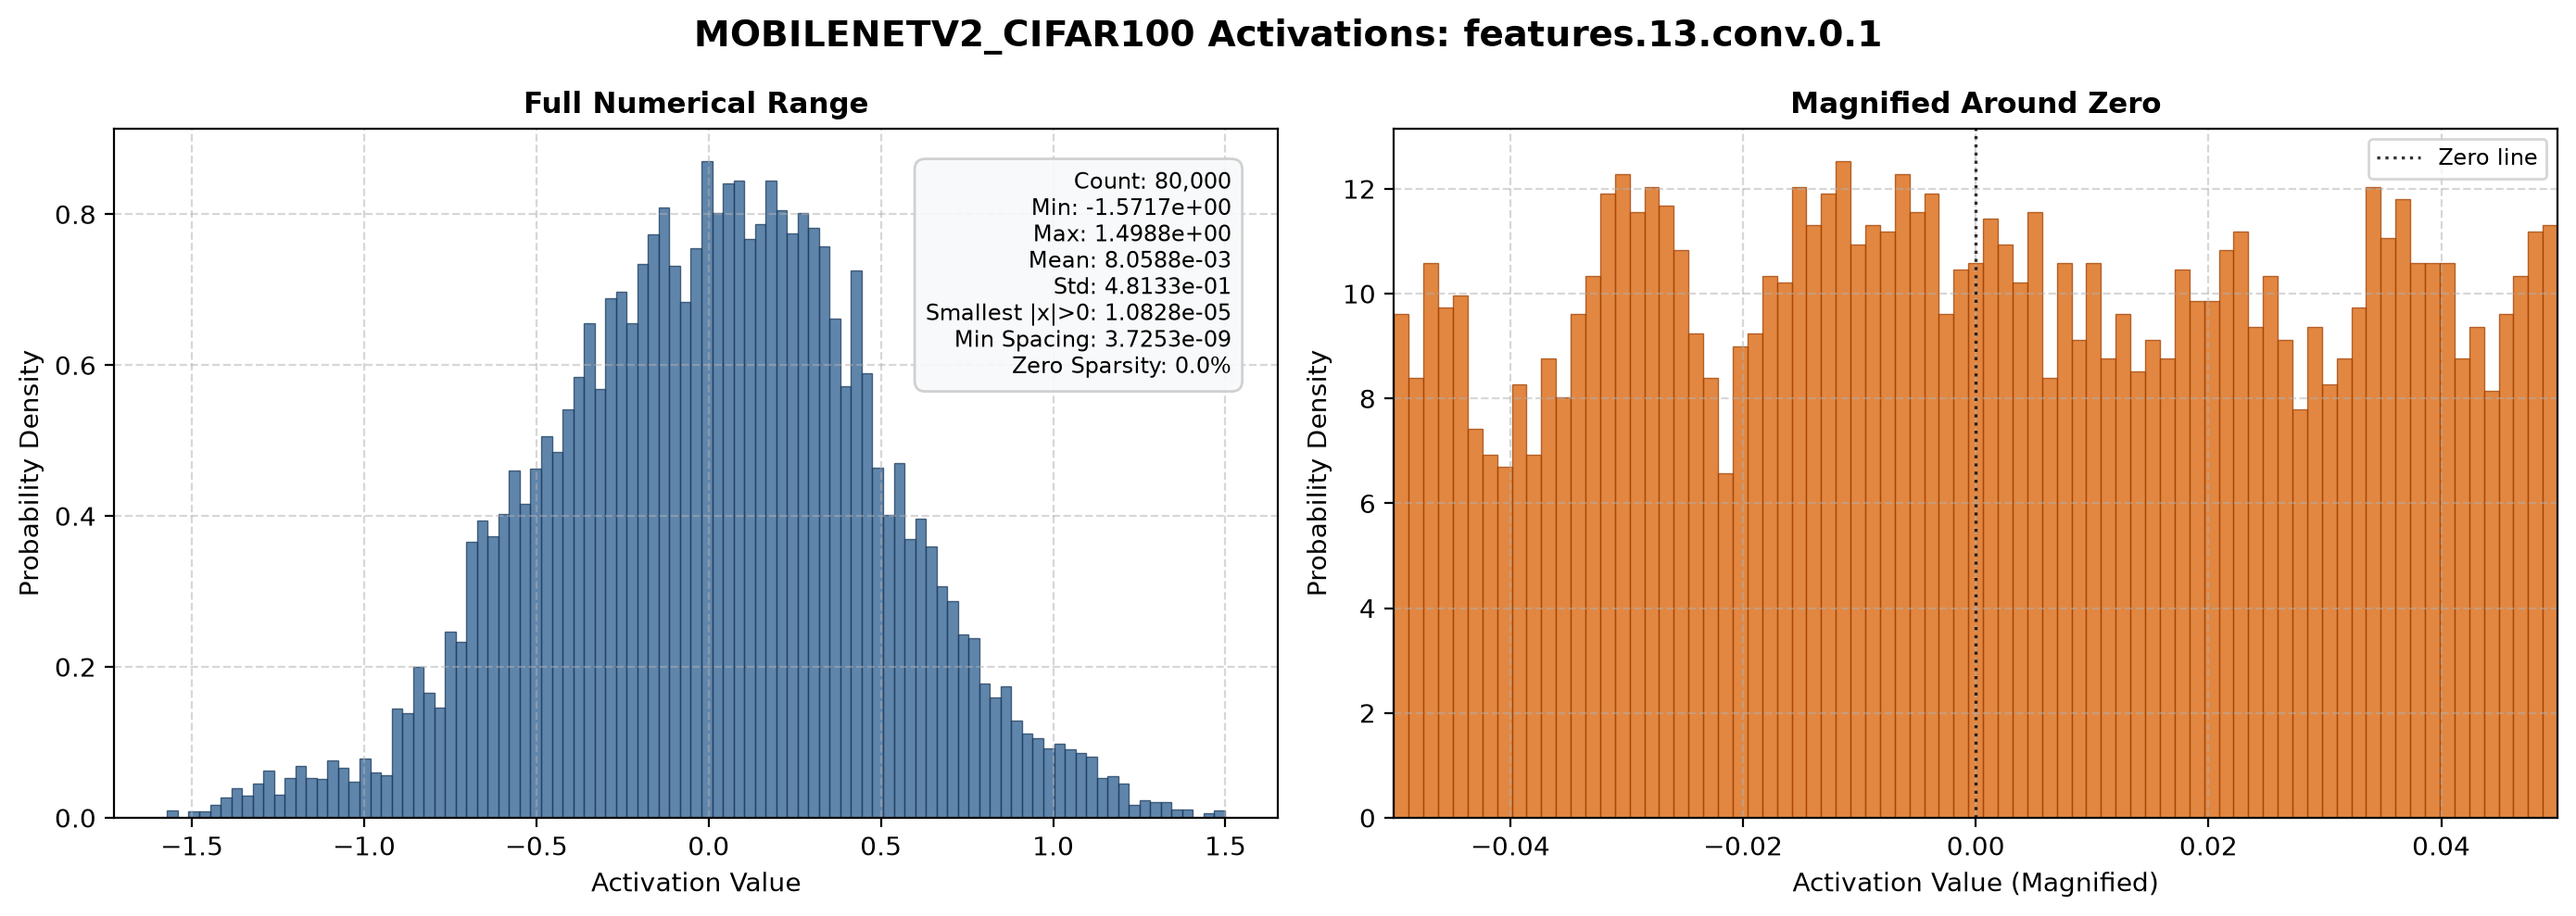 MOBILENETV2_CIFAR100 Activations: features.13.conv.0.1
Full Numerical Range
Probability Density
0.8
0.6
0.4
0.2
0.0
Count: 80,000
Min: -1.5717e+00
Max: 1.4988e+00
Mean: 8.0588e-03
Std: 4.8133e-01
Smallest |x|>0: 1.0828e-05
Min Spacing: 3.7253e-09
Zero Sparsity: 0.0%
−1.5 −1.0 −0.5 0.0 0.5 1.0 1.5
Activation Value
Magnified Around Zero
Probability Density
12
10
8
6
4
2
0
Zero line
−0.04 −0.02 0.00 0.02 0.04
Activation Value (Magnified)